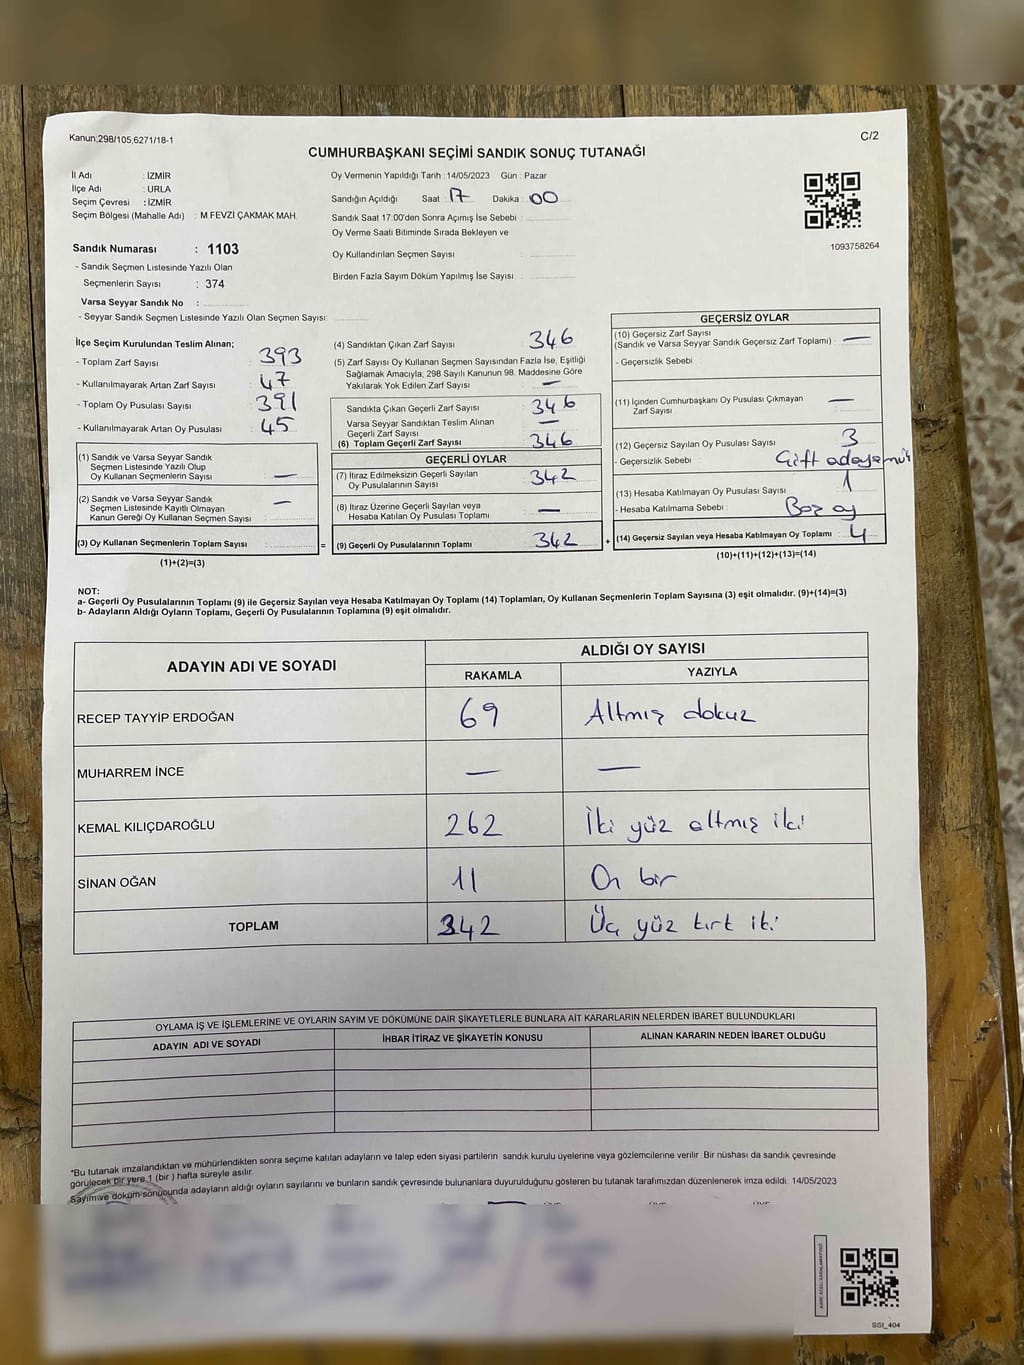 Kanun;298/105;6271/18-1
C/2
CUMHURBAŞKANI SEÇİMİ SANDIK SONUÇ TUTANAĞI
İl Adı : İZMİR
İlçe Adı : URLA
Seçim Çevresi : İZMİR
Seçim Bölgesi (Mahalle Adı) : M.FEVZİ ÇAKMAK MAH.
Sandık Numarası : 1103
- Sandık Seçmen Listesinde Yazılı Olan
Seçmenlerin Sayısı : 374
Varsa Seyyar Sandık No :
- Seyyar Sandık Seçmen Listesinde Yazılı Olan Seçmen Sayısı:
Oy Vermenin Yapıldığı Tarih : 14/05/2023 Gün : Pazar
Sandığın Açıldığı Saat 17 Dakika : 00
Sandık Saat 17:00'den Sonra Açımış İse Sebebi :
Oy Verme Saati Bitiminde Sırada Bekleyen ve
Oy Kullandırılan Seçmen Sayısı :
Birden Fazla Sayım Döküm Yapılmış İse Sayısı :
1093758264
İlçe Seçim Kurulundan Teslim Alınan;
- Toplam Zarf Sayısı : 393
- Kullanılmayarak Artan Zarf Sayısı : 47
- Toplam Oy Pusulası Sayısı : 391
- Kullanılmayarak Artan Oy Pusulası : 45
(1) Sandık ve Varsa Seyyar Sandık
Seçmen Listesinde Yazılı Olup
Oy Kullanan Seçmenlerin Sayısı : —
(2) Sandık ve Varsa Seyyar Sandık
Seçmen Listesinde Kayıtlı Olmayan
Kanun Gereği Oy Kullanan Seçmen Sayısı : —
(3) Oy Kullanan Seçmenlerin Toplam Sayısı : =
(1)+(2)=(3)
(4) Sandıktan Çıkan Zarf Sayısı : 346
(5) Zarf Sayısı Oy Kullanan Seçmen Sayısından Fazla İse, Eşitliği
Sağlamak Amacıyla; 298 Sayılı Kanunun 98. Maddesine Göre
Yakılarak Yok Edilen Zarf Sayısı : —
Sandıkta Çıkan Geçerli Zarf Sayısı : 346
Varsa Seyyar Sandıktan Teslim Alınan
Geçerli Zarf Sayısı : —
(6) Toplam Geçerli Zarf Sayısı : 346
GEÇERLİ OYLAR
(7) İtiraz Edilmeksizin Geçerli Sayılan
Oy Pusulalarının Sayısı : 342
(8) İtiraz Üzerine Geçerli Sayılan veya
Hesaba Katılan Oy Pusulası Toplamı : —
(9) Geçerli Oy Pusulalarının Toplamı : 342 +
GEÇERSİZ OYLAR
(10) Geçersiz Zarf Sayısı
(Sandık ve Varsa Seyyar Sandık Geçersiz Zarf Toplamı) : —
- Geçersizlik Sebebi
(11) İçinden Cumhurbaşkanı Oy Pusulası Çıkmayan
Zarf Sayısı : —
(12) Geçersiz Sayılan Oy Pusulası Sayısı : 3
- Geçersizlik Sebebi :
(13) Hesaba Katılmayan Oy Pusulası Sayısı : 1
- Hesaba Katılmama Sebebi : Boş oy
(14) Geçersiz Sayılan veya Hesaba Katılmayan Oy Toplamı : 4
(10)+(11)+(12)+(13)=(14)
NOT:
a- Geçerli Oy Pusulalarının Toplamı (9) ile Geçersiz Sayılan veya Hesaba Katılmayan Oy Toplamı (14) Toplamları, Oy Kullanan Seçmenlerin Toplam Sayısına (3) eşit olmalıdır. (9)+(14)=(3)
b- Adayların Aldığı Oyların Toplamı, Geçerli Oy Pusulalarının Toplamına (9) eşit olmalıdır.
ADAYIN ADI VE SOYADI
ALDIĞI OY SAYISI
RAKAMLA YAZIYLA
RECEP TAYYİP ERDOĞAN 69 Altmış dokuz
MUHARREM İNCE — —
KEMAL KILIÇDAROĞLU 262 İki yüz altmış iki
SİNAN OĞAN 11 On bir
TOPLAM 342 Üç yüz kırk iki
OYLAMA İŞ VE İŞLEMLERİNE VE OYLARIN SAYIM VE DÖKÜMÜNE DAİR ŞİKAYETLERLE BUNLARA AİT KARARLARIN NELERDEN İBARET BULUNDUKLARI
ADAYIN ADI VE SOYADI İHBAR İTİRAZ VE ŞİKAYETİN KONUSU ALINAN KARARIN NEDEN İBARET OLDUĞU
*Bu tutanak imzalandıktan ve mühürlendikten sonra seçime katılan adayların ve talep eden siyasi partilerin sandık kurulu üyelerine veya gözlemcilerine verilir. Bir nüshası da sandık çevresinde
görülecek bir yere 1 (bir ) hafta süreyle asılır.
Sayım ve döküm sonucunda adayların aldığı oyların sayılarını ve bunların sandık çevresinde bulunanlara duyurulduğunu gösteren bu tutanak tarafımızdan düzenlenerek imza edildi. 14/05/2023
SSI_404